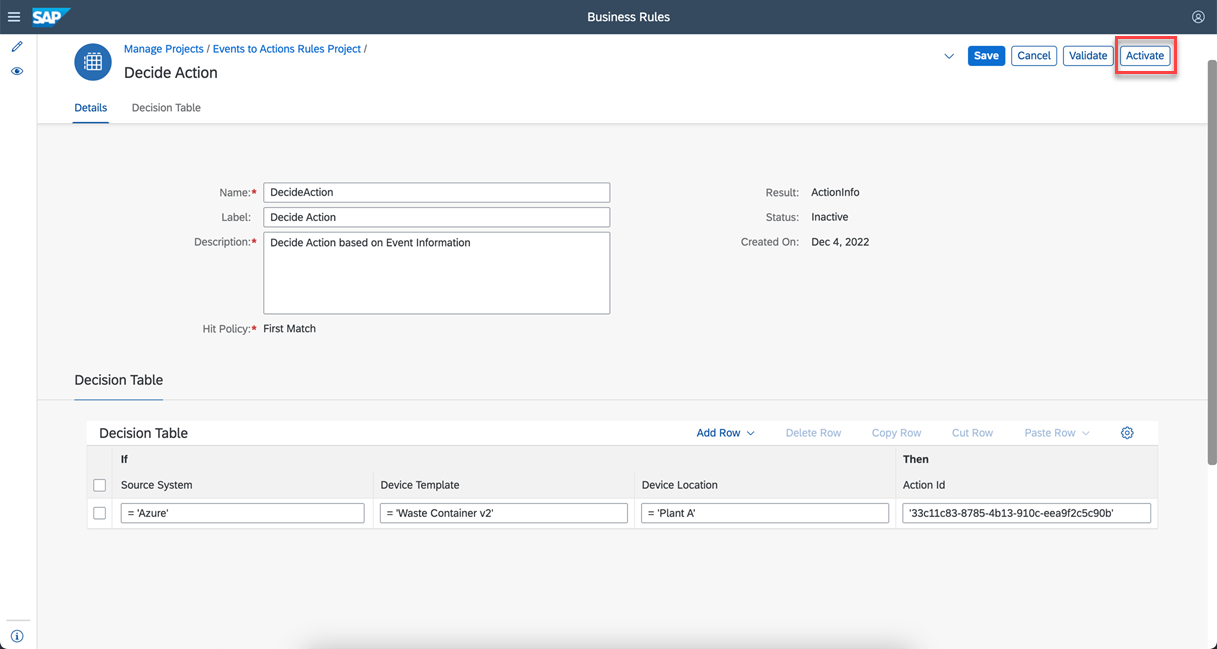 SAP
Business Rules
Manage Projects / Events to Actions Rules Project /
Decide Action
Save Cancel Validate Activate
Details Decision Table
Name:* DecideAction
Result: ActionInfo
Label: Decide Action
Status: Inactive
Description:* Decide Action based on Event Information
Created On: Dec 4, 2022
Hit Policy:* First Match
Decision Table
Decision Table
Add Row Delete Row Copy Row Cut Row Paste Row
If Then
Source System Device Template Device Location Action Id
= 'Azure' = 'Waste Container v2' = 'Plant A' '33c11c83-8785-4b13-910c-eea9f2c5c90b'